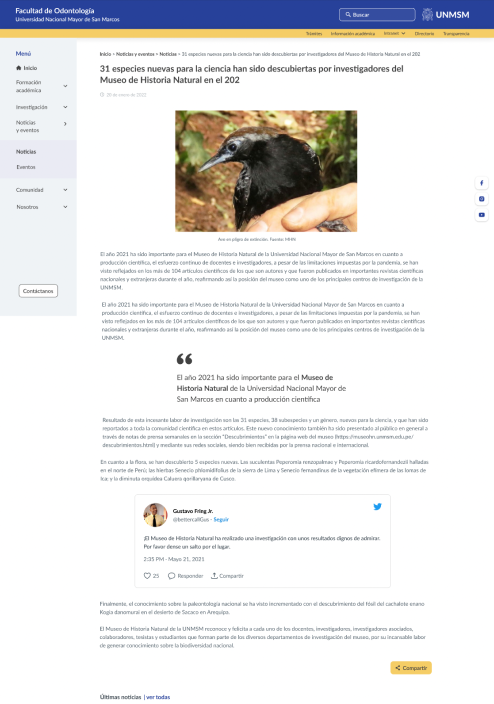 Facultad de Odontología
Universidad Nacional Mayor de San Marcos
Buscar
UNMSM
Trámites Información académica Intranet Directorio Transparencia
Menú
Inicio
Formación
académica
Investigación
Noticias
y eventos
Noticias
Eventos
Comunidad
Nosotros
Contáctanos
Inicio > Noticias y eventos > Noticias > 31 especies nuevas para la ciencia han sido descubiertas por investigadores del Museo de Historia Natural en el 202
31 especies nuevas para la ciencia han sido descubiertas por investigadores del
Museo de Historia Natural en el 202
de enero de 2022
Ave en pligro de extinción. Fuente: MHN
El año 2021 ha sido importante para el Museo de Historia Natural de la Universidad Nacional Mayor de San Marcos en cuanto a
producción científica, el esfuerzo continuo de docentes e investigadores, a pesar de las limitaciones impuestas por la pandemia, se han
visto reflejados en los más de 104 artículos científicos de los que son autores y que fueron publicados en importantes revistas científicas
nacionales y extranjeras durante el año, reafirmando así la posición del museo como uno de los principales centros de investigación de la
UNMSM.
El año 2021 ha sido importante para el Museo de Historia Natural de la Universidad Nacional Mayor de San Marcos en cuanto a
producción científica, el esfuerzo continuo de docentes e investigadores, a pesar de las limitaciones impuestas por la pandemia, se han
visto reflejados en los más de 104 artículos científicos de los que son autores y que fueron publicados en importantes revistas científicas
nacionales y extranjeras durante el año, reafirmando así la posición del museo como uno de los principales centros de investigación de la
UNMSM.
El año 2021 ha sido importante para el Museo de
Historia Natural de la Universidad Nacional Mayor de
San Marcos en cuanto a producción científica
Resultado de esta incesante labor de investigación son las 31 especies, 38 subespecies y un género, nuevos para la ciencia, y que han sido
reportados a toda la comunidad científica en estos artículos. Este nuevo conocimiento también ha sido presentado al público en general a
través de notas de prensa semanales en la sección "Descubrimientos" en la página web del museo (https://museohn.unmsm.edu.pe/
descubrimientos.html) y mediante sus redes sociales, siendo bien recibidas por la prensa nacional e internacional.
En cuanto a la flora, se han descubierto 5 especies nuevas. Las suculentas Peperomia renzopalmae y Peperomia ricardofernandezii halladas
en el norte de Perú; las hierbas Senecio philomidifolius de la sierra de Lima y Senecio fernandinus de la vegetación efímera de las lomas de
Ica; y la diminuta orquídea Caluera
de Cusco.
Gustavo Fring Jr.
@bettercallGus · Seguir
¡El Museo de Historia Natural ha realizado una investigación con unos resultados dignos de admirar.
Por favor dense un salto por el lugar.
2:35 PM · Mayo 21, 2021
25 Responder Compartir
Finalmente, el conocimiento sobre la paleontología nacional se ha visto incrementado con el descubrimiento del fósil del cachalote enano
Kogia danomurai en el desierto de Sacaco en Arequipa.
El Museo de Historia Natural de la UNMSM reconoce y felicita a cada uno de los docentes, investigadores, investigadores asociados,
colaboradores, tesistas y estudiantes que forman parte de los diversos departamentos de investigación del museo, por su incansable labor
de generar conocimiento sobre la biodiversidad nacional.
Compartir
Últimas noticias | ver todas